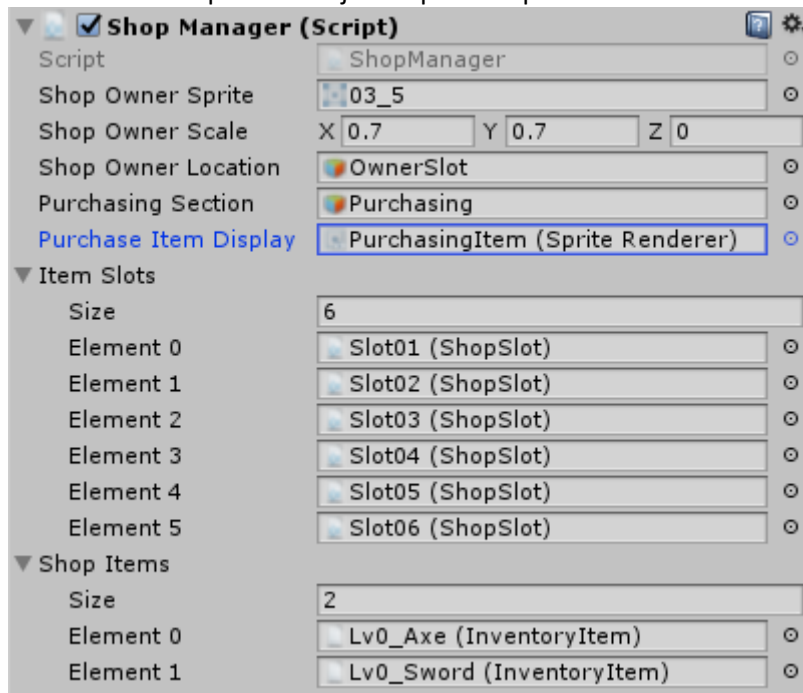 Shop Manager (Script)
Script ShopManager
Shop Owner Sprite 03_5
Shop Owner Scale X 0.7 Y 0.7 Z 0
Shop Owner Location OwnerSlot
Purchasing Section Purchasing
Purchase Item Display PurchasingItem (Sprite Renderer)
Item Slots
Size 6
Element 0 Slot01 (ShopSlot)
Element 1 Slot02 (ShopSlot)
Element 2 Slot03 (ShopSlot)
Element 3 Slot04 (ShopSlot)
Element 4 Slot05 (ShopSlot)
Element 5 Slot06 (ShopSlot)
Shop Items
Size 2
Element 0 Lv0_Axe (InventoryItem)
Element 1 Lv0_Sword (InventoryItem)